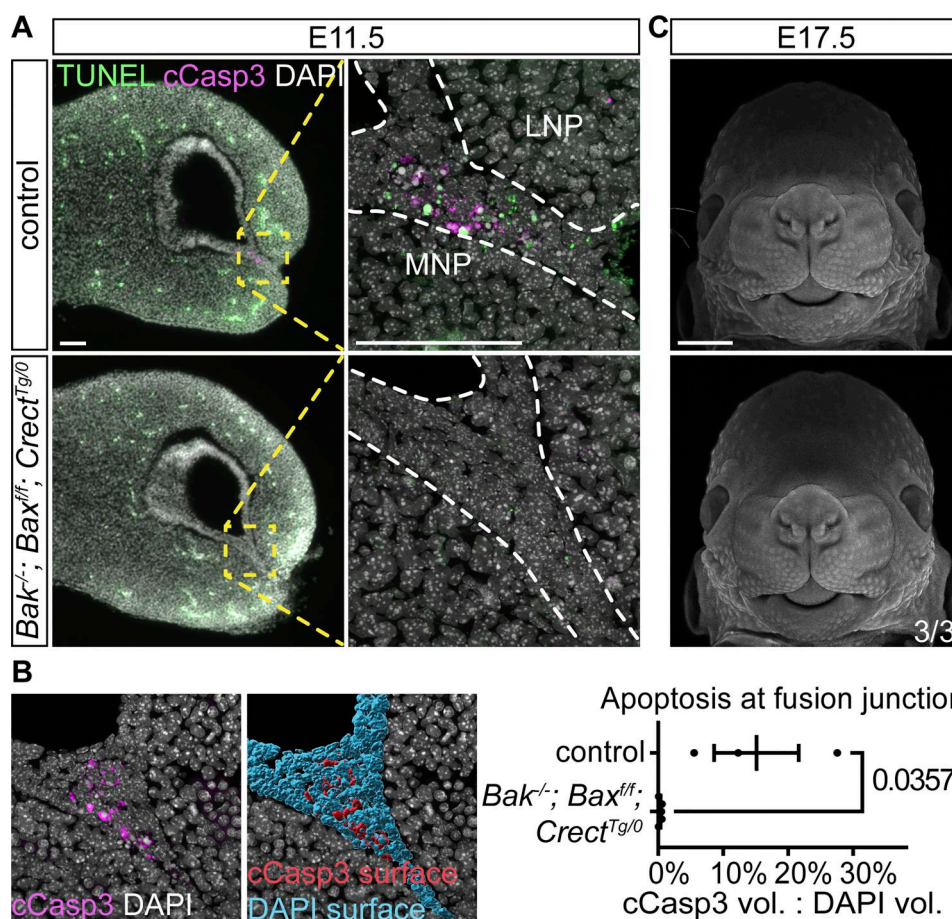 A
E11.5
C
E17.5
control
TUNEL cCasp3 DAPI
LNP
MNP
Bak-/-; Baxf/f; CrectTg/0
3/3
B
cCasp3 DAPI
cCasp3 surface
DAPI surface
Apoptosis at fusion junction
control
Bak-/-; Baxf/f;
CrectTg/0
0.0357
0% 10% 20% 30%
cCasp3 vol. : DAPI vol.